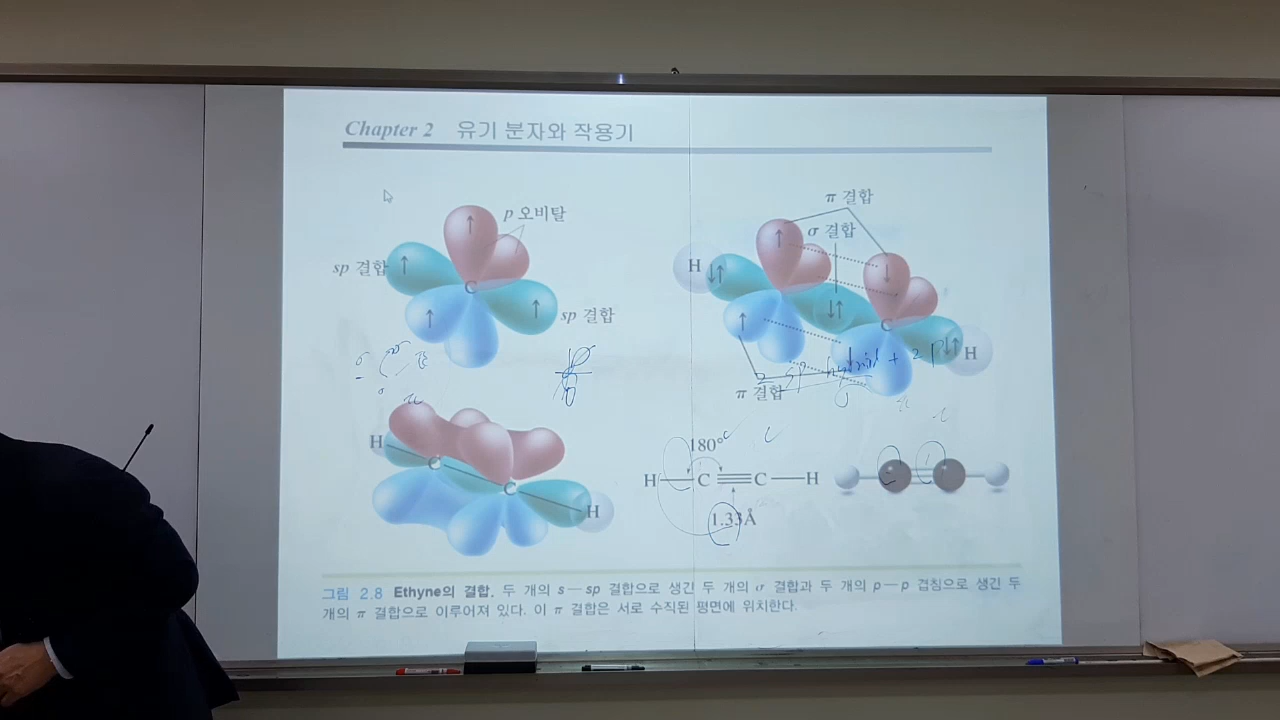 Chapter 2 유기 분자와 작용기
p 오비탈
sp 결합
C
sp 결합
π 결합
σ 결합
H
C
H
π 결합
sp hybrid + 2 p
H
C
C
H
180°
H C C H
1.33Å
그림 2.8 Ethyne의 결합. 두 개의 s—sp 결합으로 생긴 두 개의 σ 결합과 두 개의 p—p 겹침으로 생긴 두
개의 π 결합으로 이루어져 있다. 이 π 결합은 서로 수직된 평면에 위치한다.